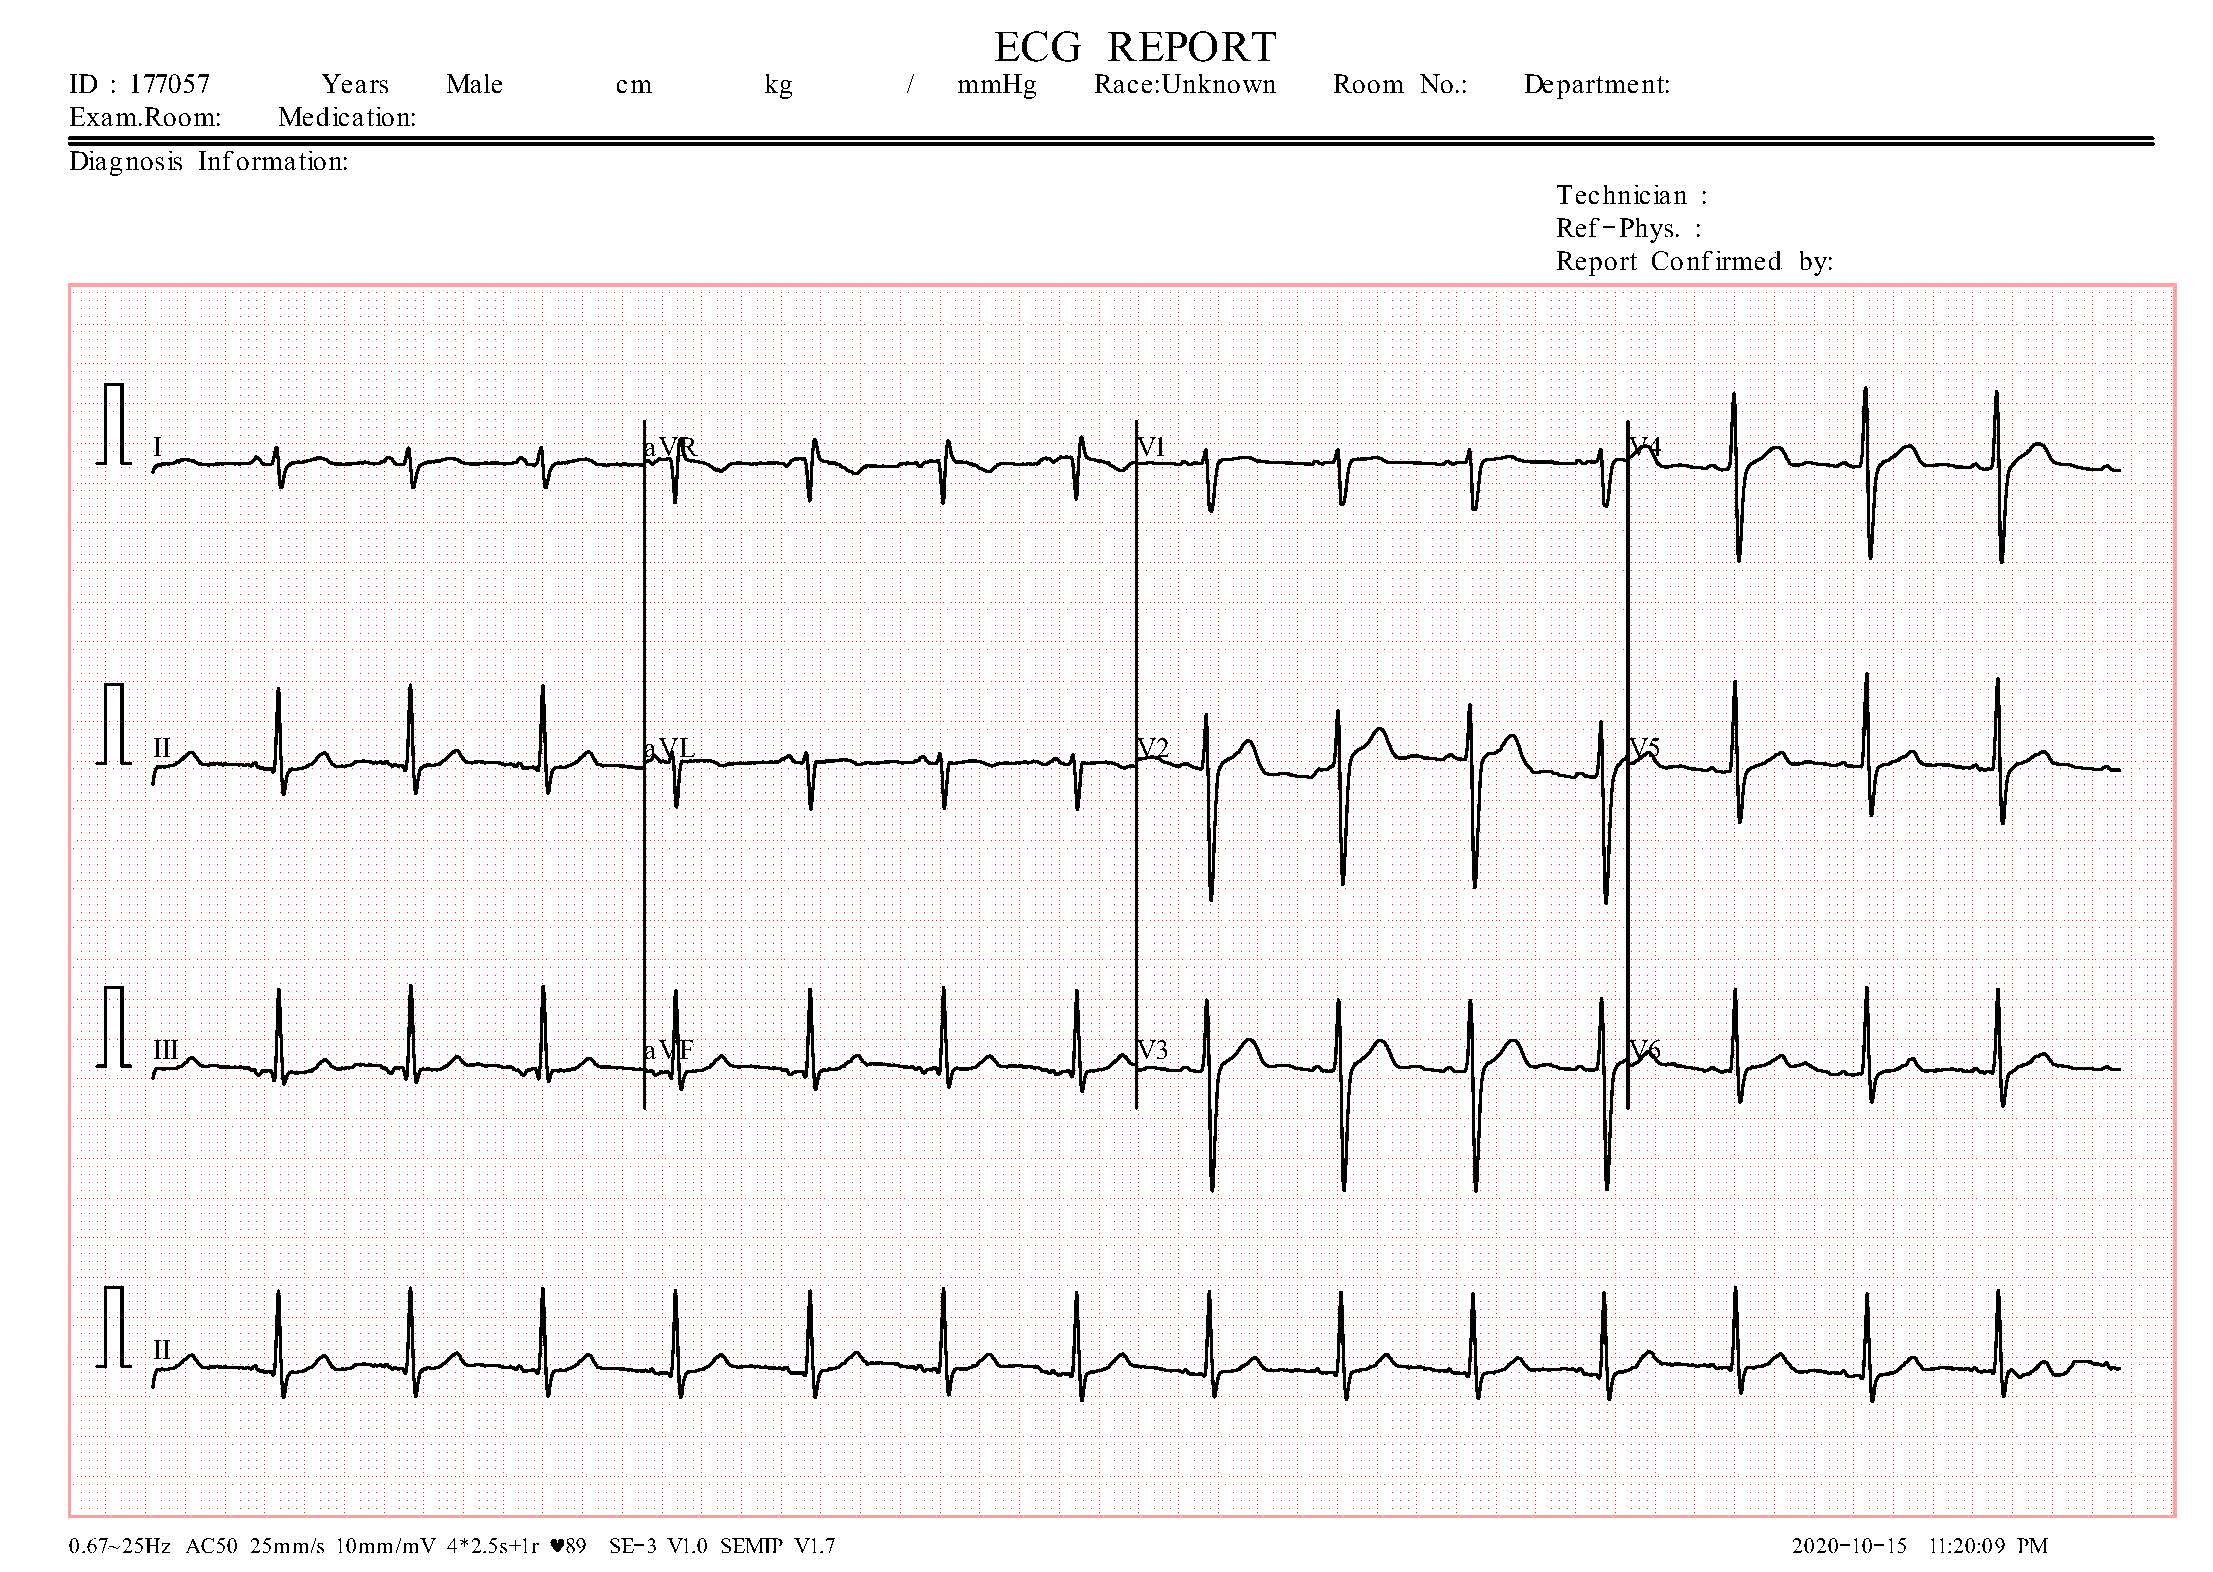 ECG REPORT
ID : 177057 Years Male cm kg / mmHg Race:Unknown Room No.: Department:
Exam.Room: Medication:
Diagnosis Information:
Technician :
Ref-Phys. :
Report Confirmed by:
I aVR V1 V4
II aVL V2 V5
III aVF V3 V6
II
0.67~25Hz AC50 25mm/s 10mm/mV 4*2.5s+1r ♥89 SE-3 V1.0 SEMIP V1.7 2020-10-15 11:20:09 PM